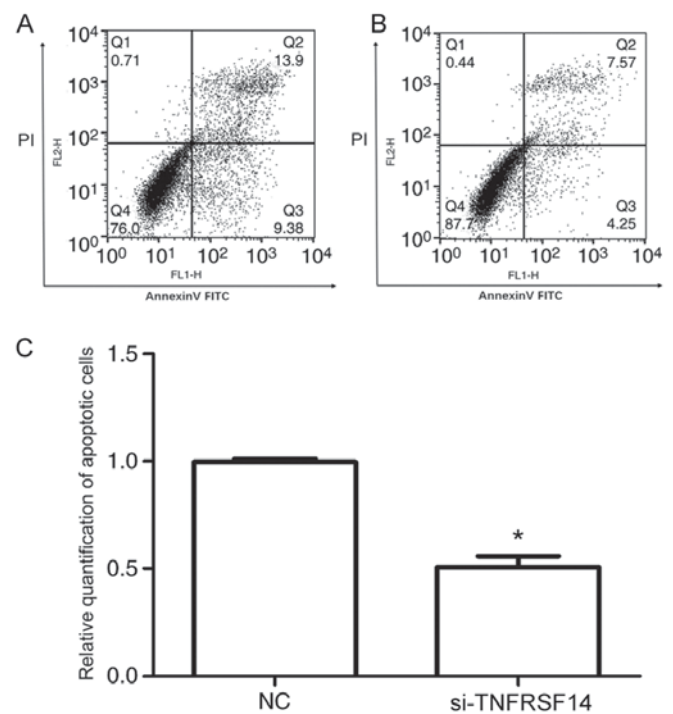 A
Q1
0.71
Q2
13.9
Q4
76.0
Q3
9.38
10⁴
10³
10²
10¹
10⁰
PI
FL2-H
10⁰ 10¹ 10² 10³ 10⁴
FL1-H
AnnexinV FITC
B
Q1
0.44
Q2
7.57
Q4
87.7
Q3
4.25
10⁴
10³
10²
10¹
10⁰
PI
FL2-H
10⁰ 10¹ 10² 10³ 10⁴
FL1-H
AnnexinV FITC
C
Relative quantification of apoptotic cells
1.5
1.0
0.5
0.0
*
NC si-TNFRSF14